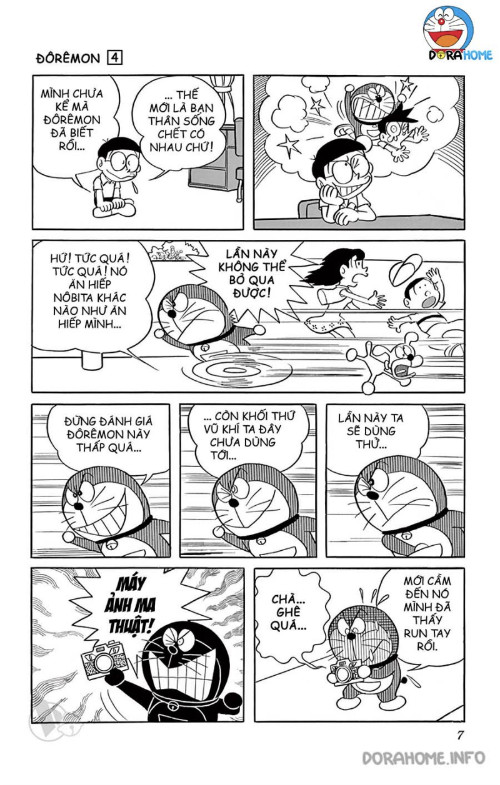 DORAHOME
ĐÔRÊMON 4
MÌNH CHƯA
KỂ MÀ
ĐÔRÊMON
ĐÃ BIẾT
RỒI...
... THẾ
MỚI LÀ BẠN
THÂN SỐNG
CHẾT CÓ
NHAU CHỨ!
HỨ! TỨC QUÁ!
TỨC QUÁ! NÓ
ĂN HIẾP
NÔBITA KHÁC
NÀO NHƯ ĂN
HIẾP MÌNH...
LẦN NÀY
KHÔNG THỂ
BỎ QUA
ĐƯỢC!
ĐỪNG ĐÁNH GIÁ
ĐÔRÊMON NÀY
THẤP QUÁ...
... CÒN KHỐI THỨ
VŨ KHÍ TA ĐÂY
CHƯA DÙNG
TỚI...
LẦN NÀY TA
SẼ DÙNG
THỬ...
MÁY
ẢNH MA
THUẬT!
CHÀ...
GHÊ
QUÁ...
MỚI CẦM
ĐẾN NÓ
MÌNH ĐÃ
THẤY
RUN TAY
RỒI.
7
DORAHOME.INFO